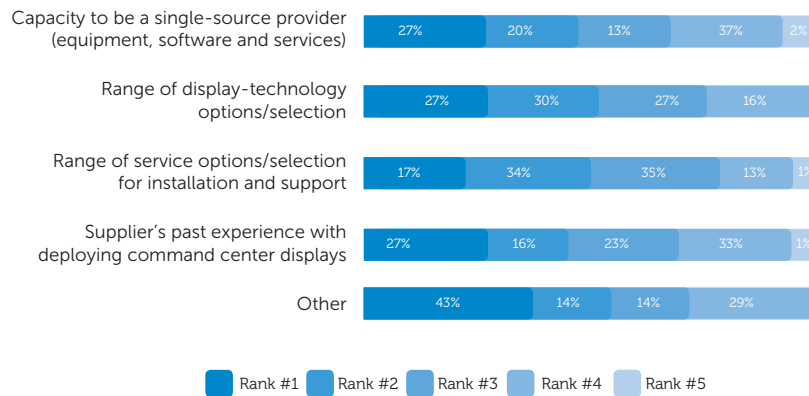 Capacity to be a single-source provider
(equipment, software and services)
27% 20% 13% 37% 2%
Range of display-technology
options/selection
27% 30% 27% 16%
Range of service options/selection
for installation and support
17% 34% 35% 13% 1%
Supplier's past experience with
deploying command center displays
27% 16% 23% 33% 1%
Other
43% 14% 14% 29%
Rank #1 Rank #2 Rank #3 Rank #4 Rank #5